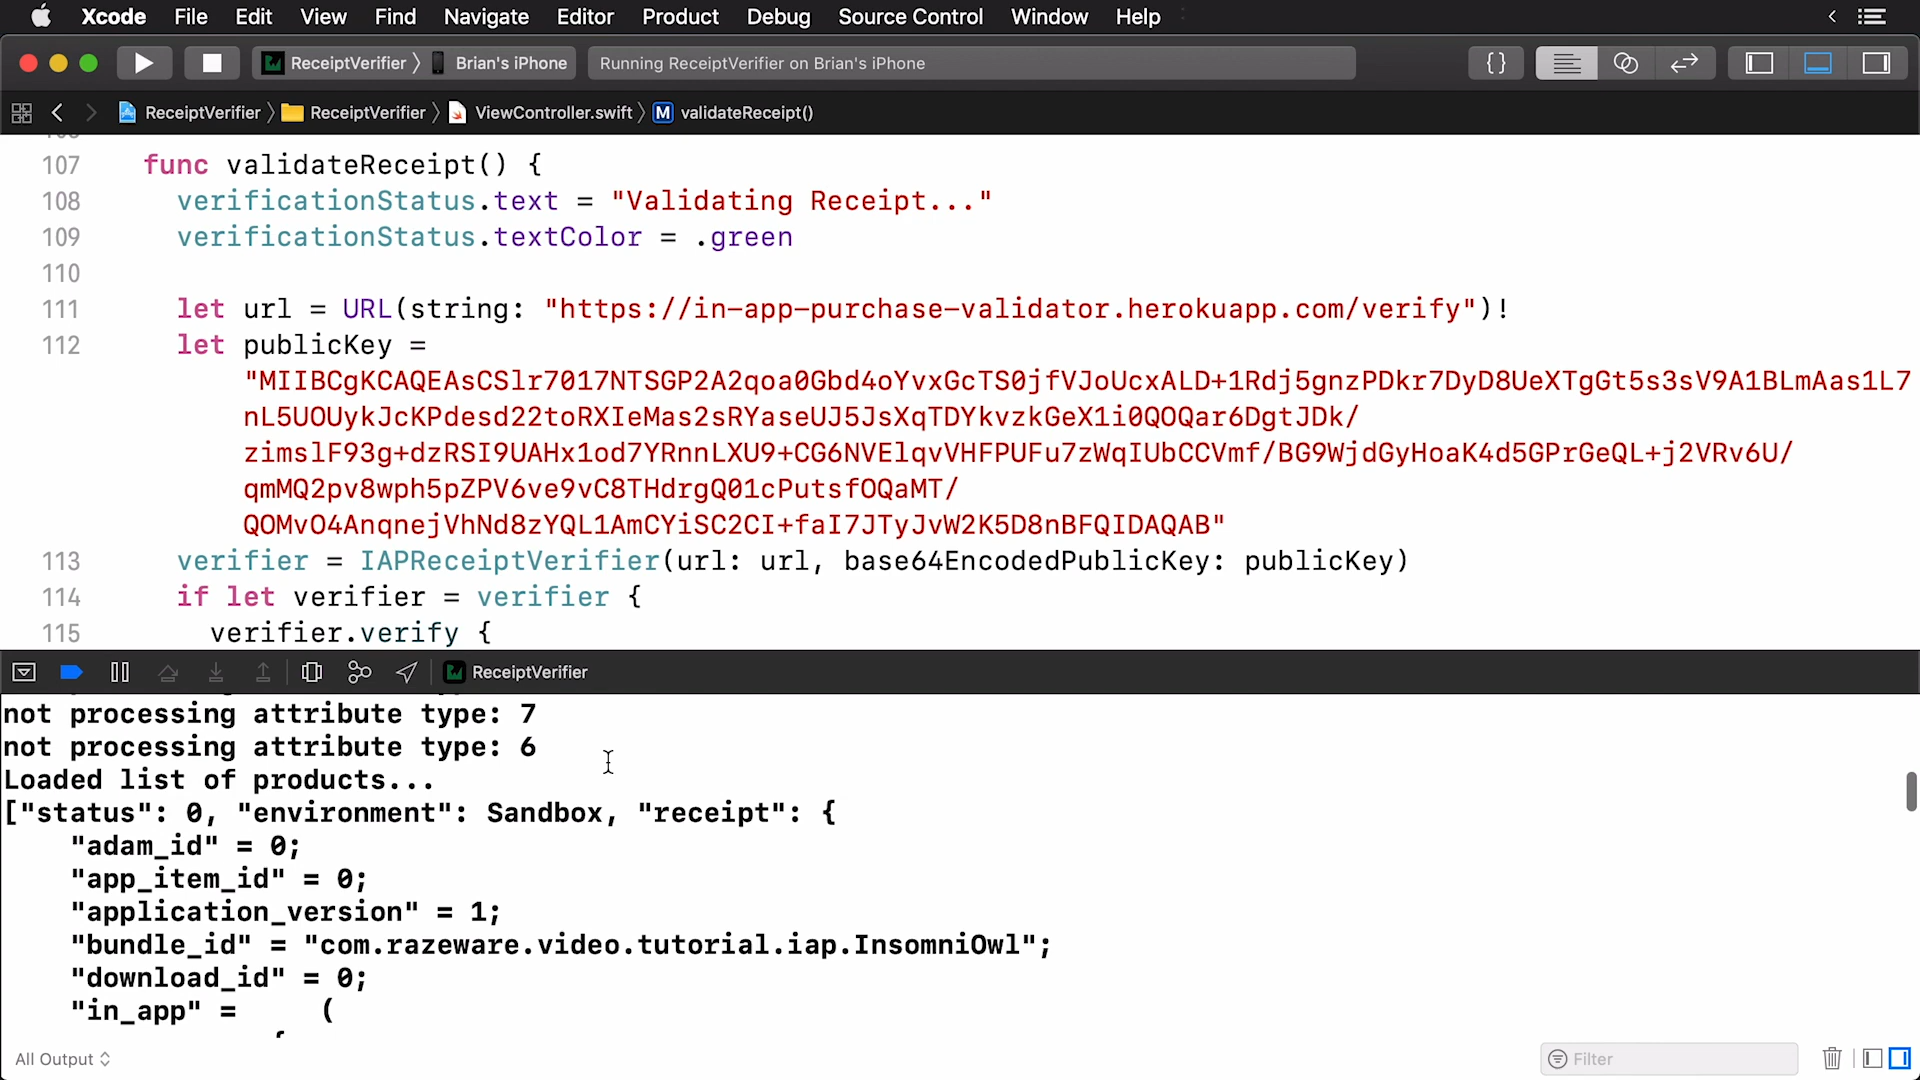 Xcode File Edit View Find Navigate Editor Product Debug Source Control Window Help
ReceiptVerifier Brian's iPhone Running ReceiptVerifier on Brian's iPhone {}
ReceiptVerifier ReceiptVerifier ViewController.swift M validateReceipt()
107 func validateReceipt() {
108 verificationStatus.text = "Validating Receipt..."
109 verificationStatus.textColor = .green
110
111 let url = URL(string: "https://in-app-purchase-validator.herokuapp.com/verify")!
112 let publicKey =
"MIIBCgKCAQEAsCSlr7017NTSGP2A2qoa0Gbd4oYvxGcTS0jfVJoUcxALD+1Rdj5gnzPDkr7DyD8UeXTgGt5s3sV9A1BLmAas1L7
nL5UOUykJcKPdesd22toRXIeMas2sRYaseUJ5JsXqTDYkvzkGeX1i0QOQar6DgtJDk/
zimslF93g+dzRSI9UAHx1od7YRnnLXU9+CG6NVElqvVHFPUFu7zWqIUbCCVmf/BG9WjdGyHoaK4d5GPrGeQL+j2VRv6U/
qmMQ2pv8wph5pZPV6ve9vC8THdrgQ01cPutsfOQaMT/
QOMvO4AnqnejVhNd8zYQL1AmCYiSC2CI+faI7JTyJvW2K5D8nBFQIDAQAB"
113 verifier = IAPReceiptVerifier(url: url, base64EncodedPublicKey: publicKey)
114 if let verifier = verifier {
115 verifier.verify {
ReceiptVerifier
not processing attribute type: 7
not processing attribute type: 6
Loaded list of products...
["status": 0, "environment": Sandbox, "receipt": {
"adam_id" = 0;
"app_item_id" = 0;
"application_version" = 1;
"bundle_id" = "com.razeware.video.tutorial.iap.InsomniOwl";
"download_id" = 0;
"in_app" = (
All Output Filter